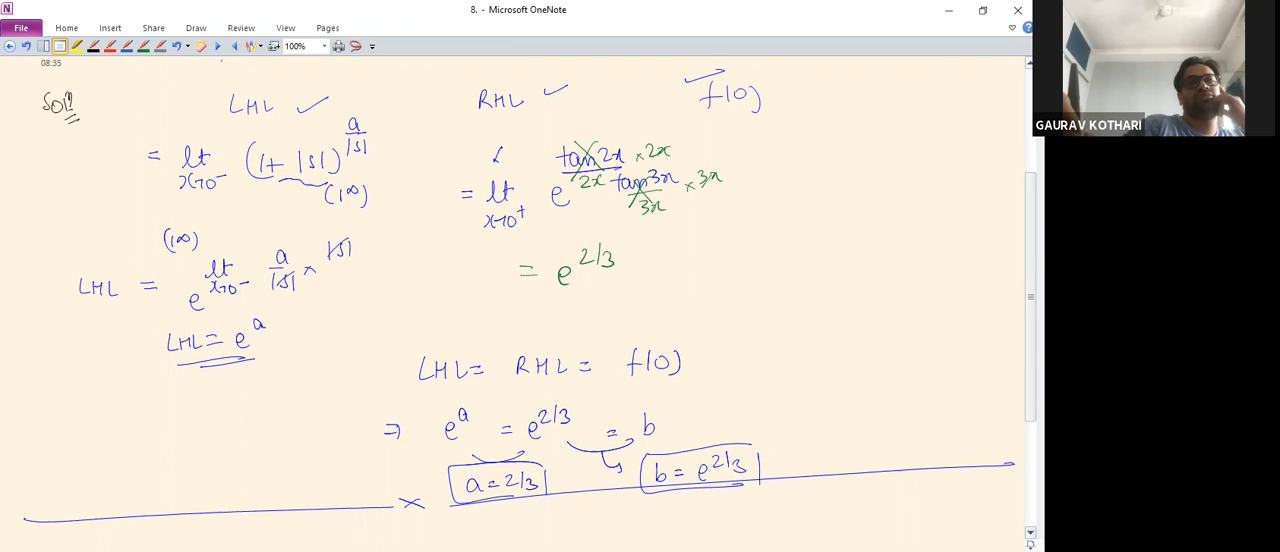 8. - Microsoft OneNote
File Home Insert Share Draw Review View
100%
08:35
GAURAV KOTHARI
Sol<sup>n</sup>
LHL ✓ RHL ✓ f(0)
= lt x→0⁻ (1 + |S|)^(a/|S|)
(1^∞)
= lt x→0⁺ e^((tan2x/2x × 2x)/(tan3x/3x × 3x))
(1^∞)
LHL = e^(lt x→0⁻ a/|S| × |S|)
= e^(2/3)
LHL = e^a
LHL = RHL = f(0)
⇒ e^a = e^(2/3) = b
a = 2/3 b = e^(2/3)